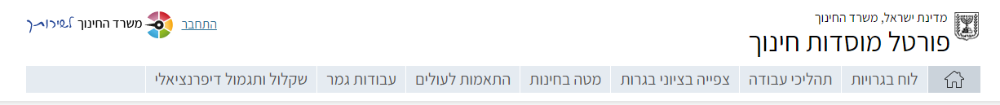 מדינת ישראל, משרד החינוך
פורטל מוסדות חינוך
התחבר
משרד החינוך לשירותך
לוח בגרויות
תהליכי עבודה
צפייה בציוני בגרות
מטה בחינות
התאמות לעולים
עבודות גמר
שקלול ותגמול דיפרנציאלי